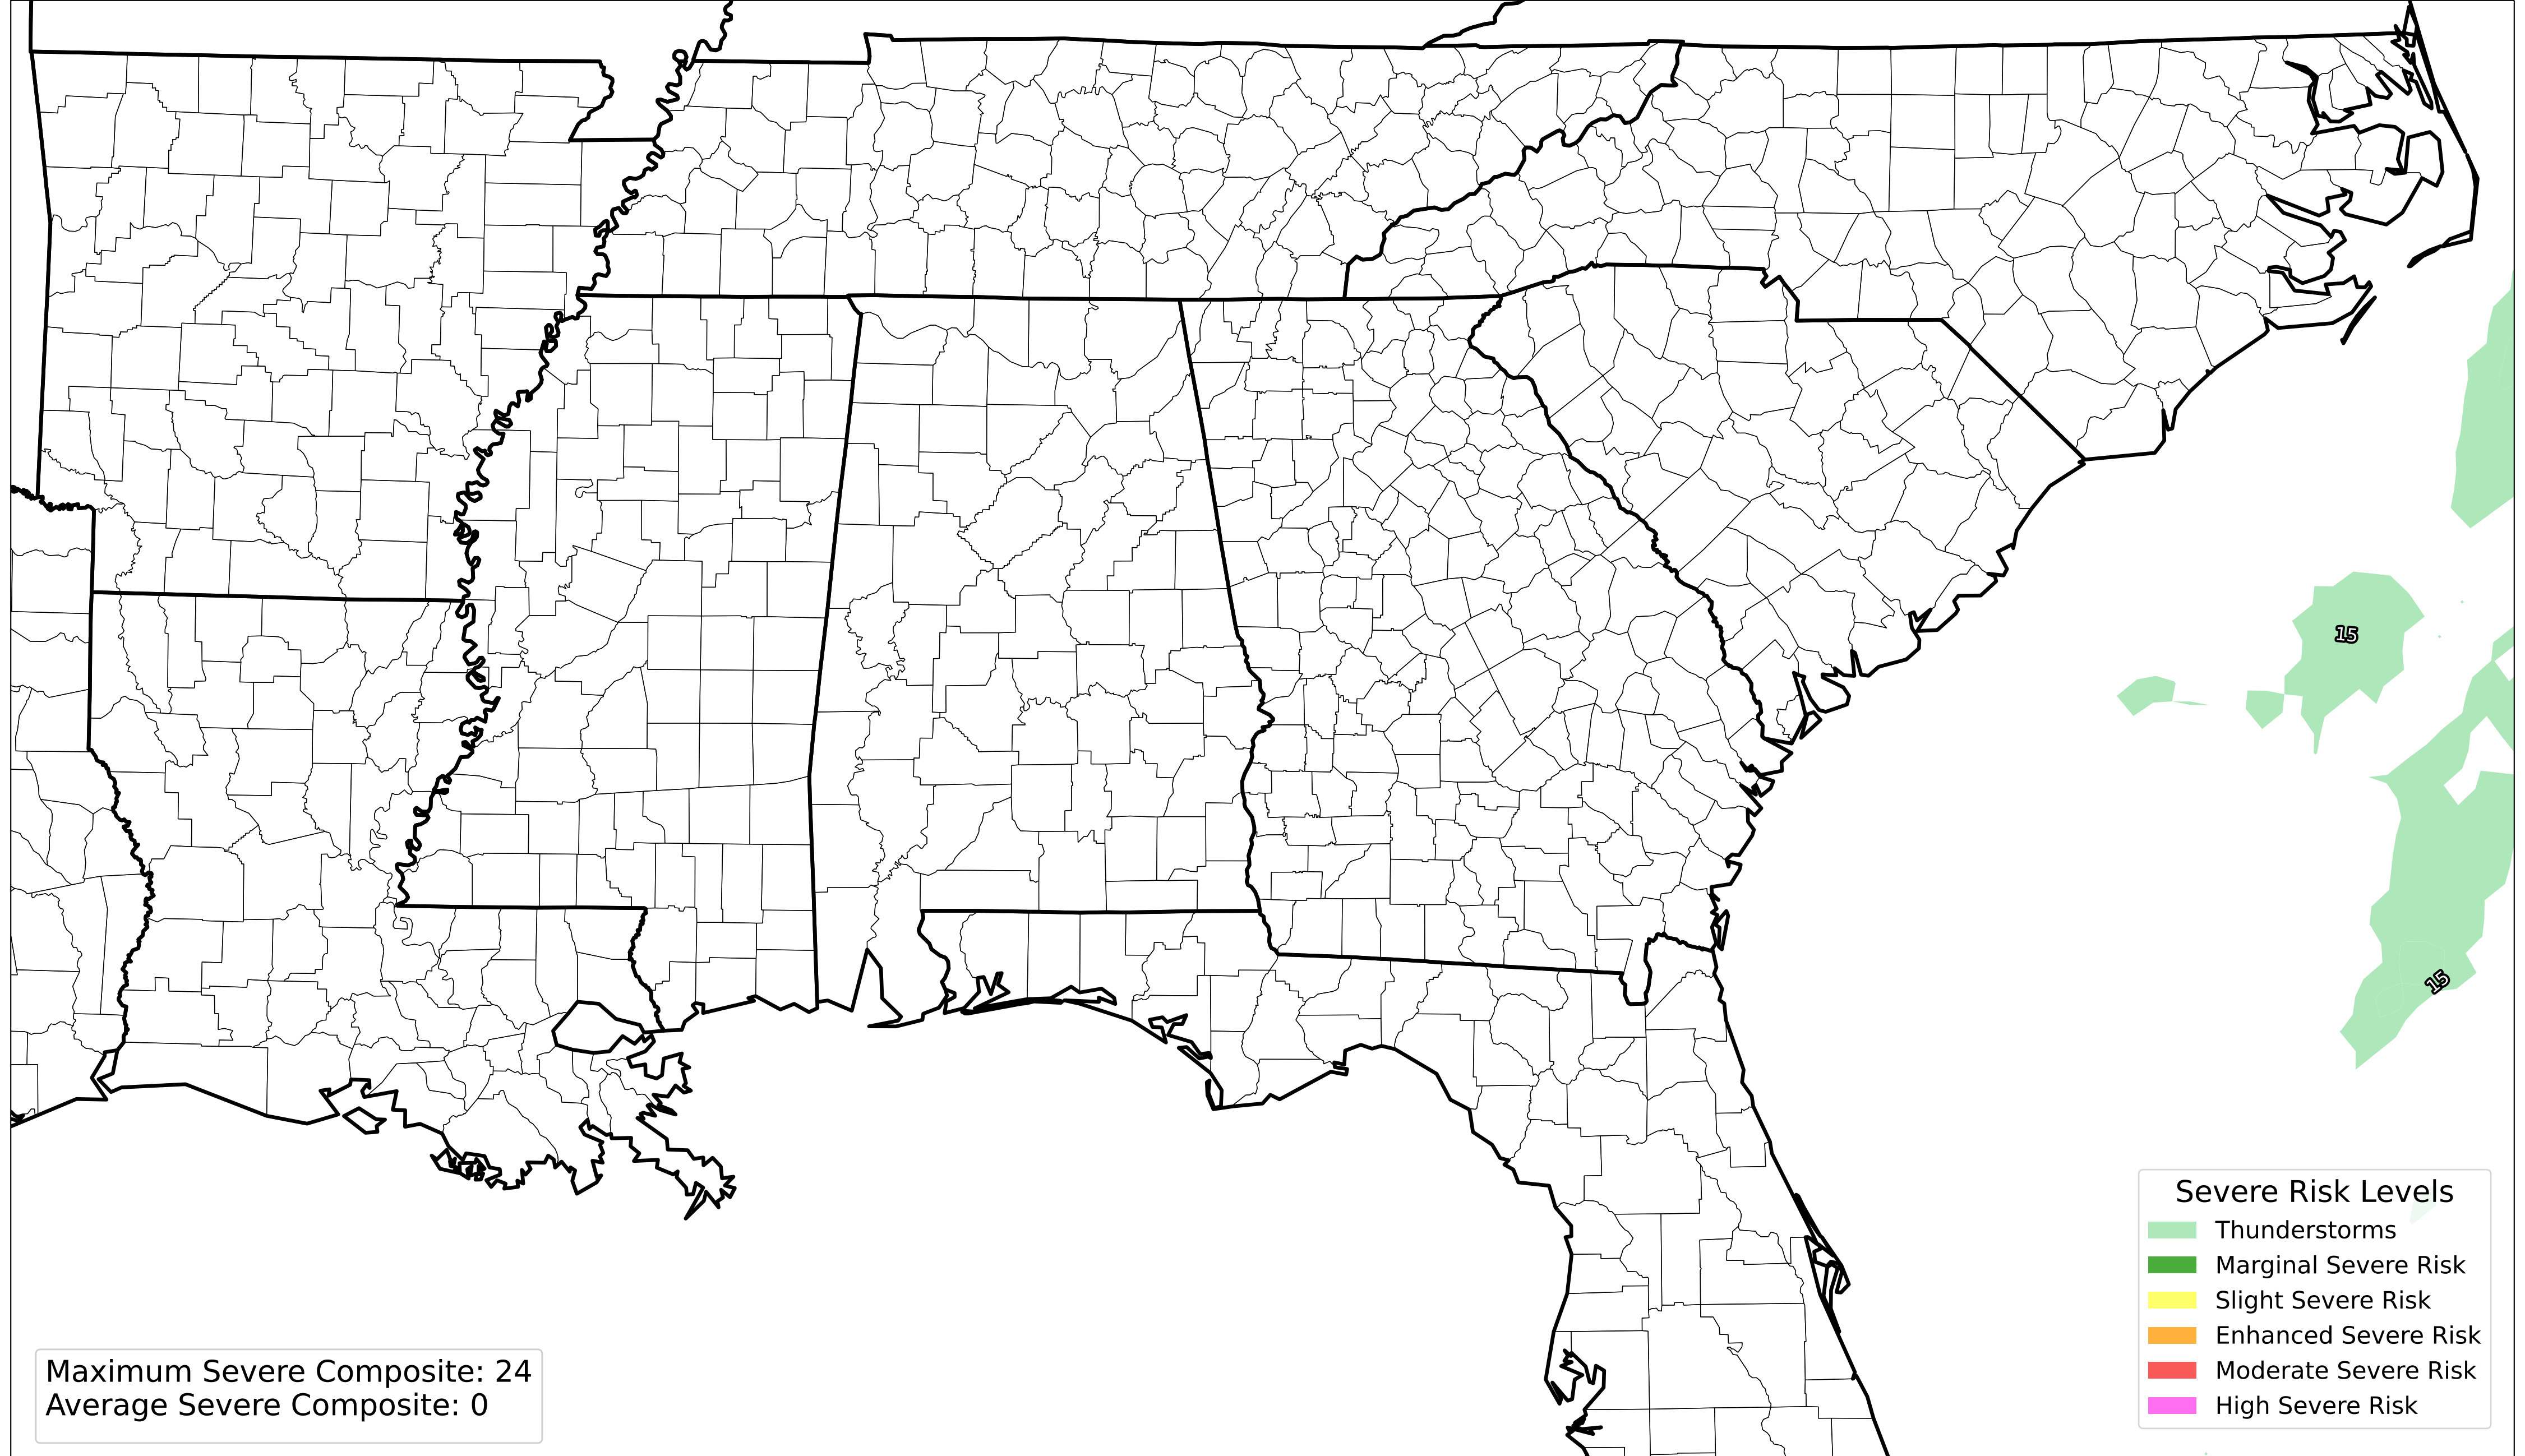 15
15
Severe Risk Levels
Thunderstorms
Marginal Severe Risk
Slight Severe Risk
Enhanced Severe Risk
Moderate Severe Risk
High Severe Risk
Maximum Severe Composite: 24
Average Severe Composite: 0